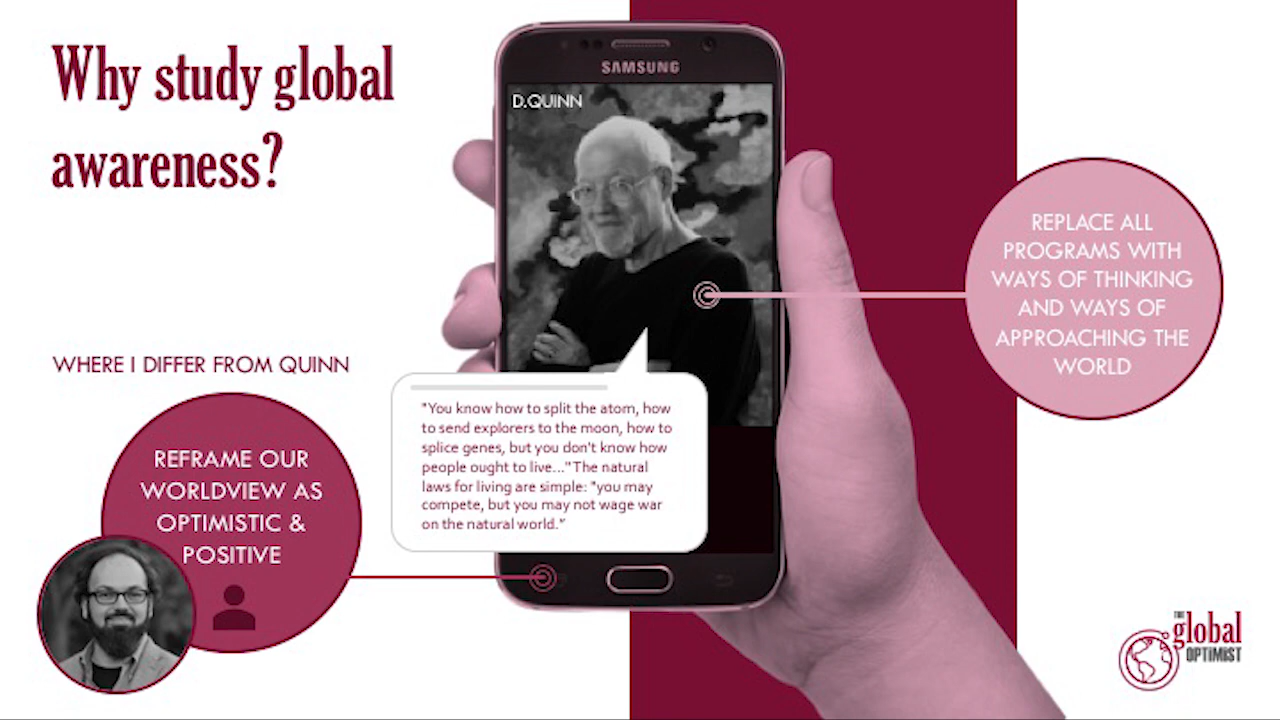 Why study global
awareness?
SAMSUNG
D.QUINN
REPLACE ALL
PROGRAMS WITH
WAYS OF THINKING
AND WAYS OF
APPROACHING THE
WORLD
WHERE I DIFFER FROM QUINN
REFRAME OUR
WORLDVIEW AS
OPTIMISTIC &
POSITIVE
"You know how to split the atom, how
to send explorers to the moon, how to
splice genes, but you don't know how
people ought to live..." The natural
laws for living are simple: "you may
compete, but you may not wage war
on the natural world.”
THE
global
OPTIMIST